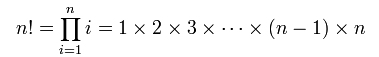 n! = ∏_{i=1}^{n} i = 1 × 2 × 3 × ··· × (n − 1) × n